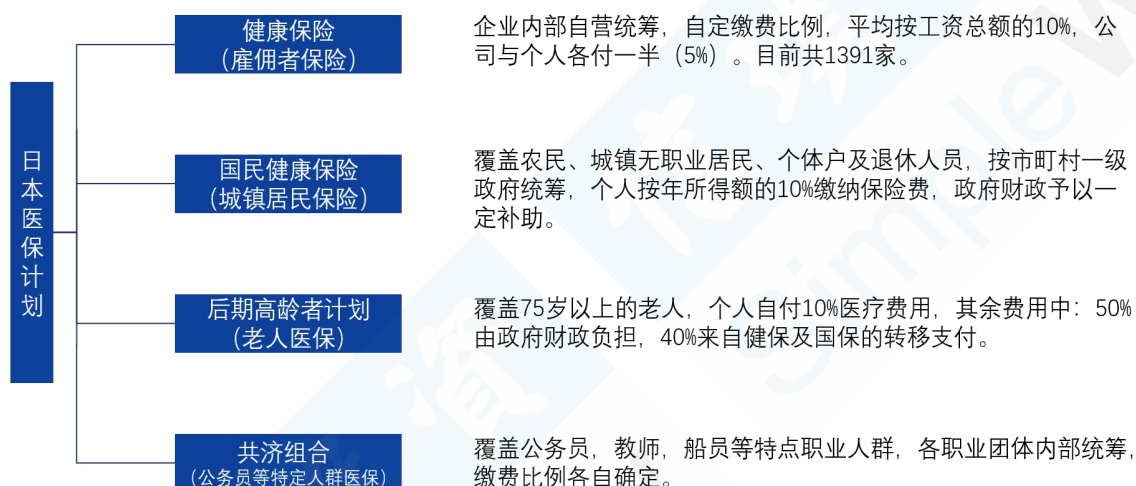 健康保险
(雇佣者保险)
企业内部自营统筹，自定缴费比例，平均按工资总额的10%，公
司与个人各付一半（5%）。目前共1391家。
日本医保计划
国民健康保险
(城镇居民保险)
覆盖农民、城镇无职业居民、个体户及退休人员，按市町村一级
政府统筹，个人按年所得额的10%缴纳保险费，政府财政予以一
定补助。
后期高龄者计划
(老人医保)
覆盖75岁以上的老人，个人自付10%医疗费用，其余费用中：50%
由政府财政负担，40%来自健保及国保的转移支付。
共济组合
(公务员等特定人群医保)
覆盖公务员，教师，船员等特点职业人群，各职业团体内部统筹，
缴费比例各自确定。
simple
資